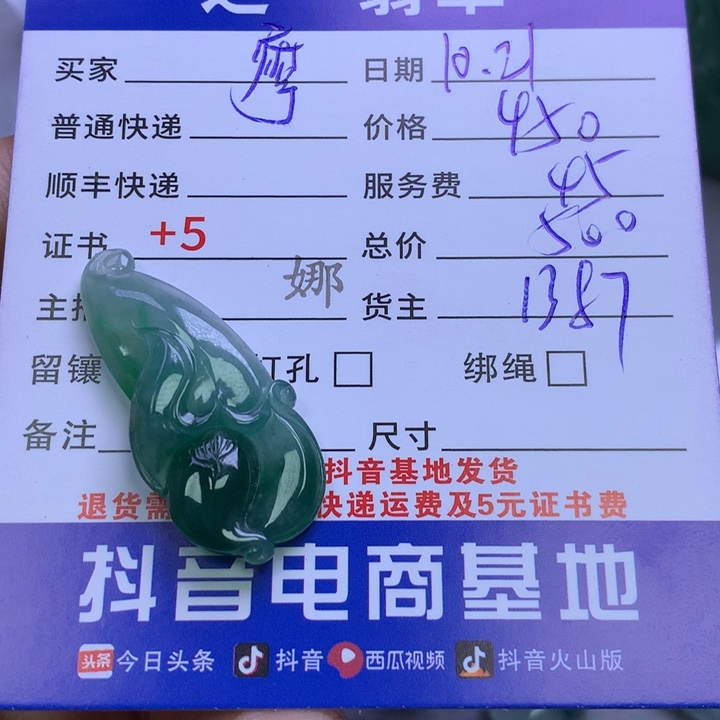 买家 日期 10.21
普通快递 价格 450
顺丰快递 服务费 45
证书 +5 总价 500
主 娜 货主 1387
留镶 孔 □ 绑绳 □
备注 尺寸
抖音基地发货
退货需 快递运费及5元证书费
抖音电商基地
头条 今日头条 抖音 西瓜视频 抖音火山版